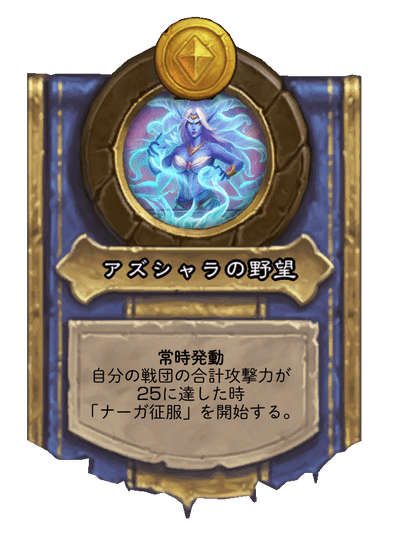 アズシャラの野望
常時発動
自分の戦団の合計攻撃力が
25に達した時
「ナーガ征服」を開始する。